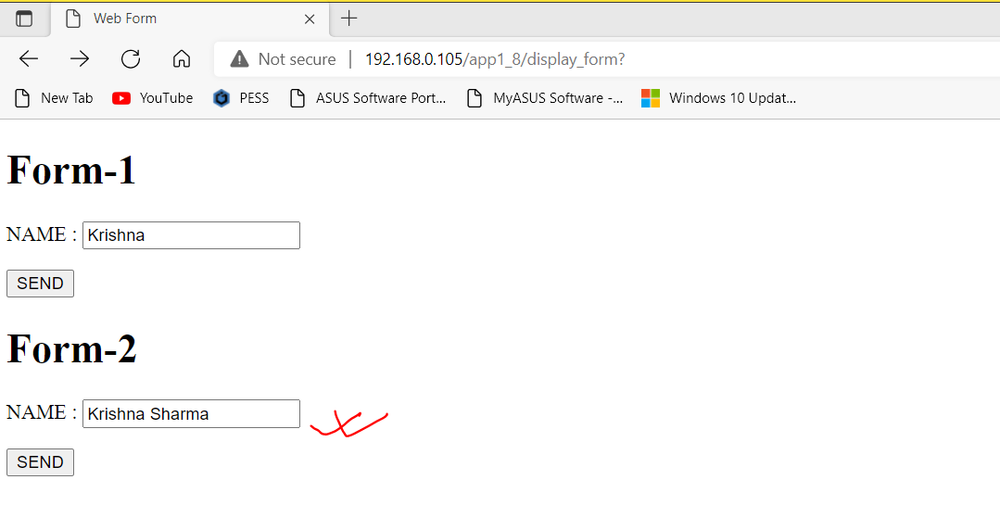 Web Form
Not secure | 192.168.0.105/app1_8/display_form?
New Tab YouTube PESS ASUS Software Port... MyASUS Software -... Windows 10 Updat...
Form-1
NAME : Krishna
SEND
Form-2
NAME : Krishna Sharma
SEND